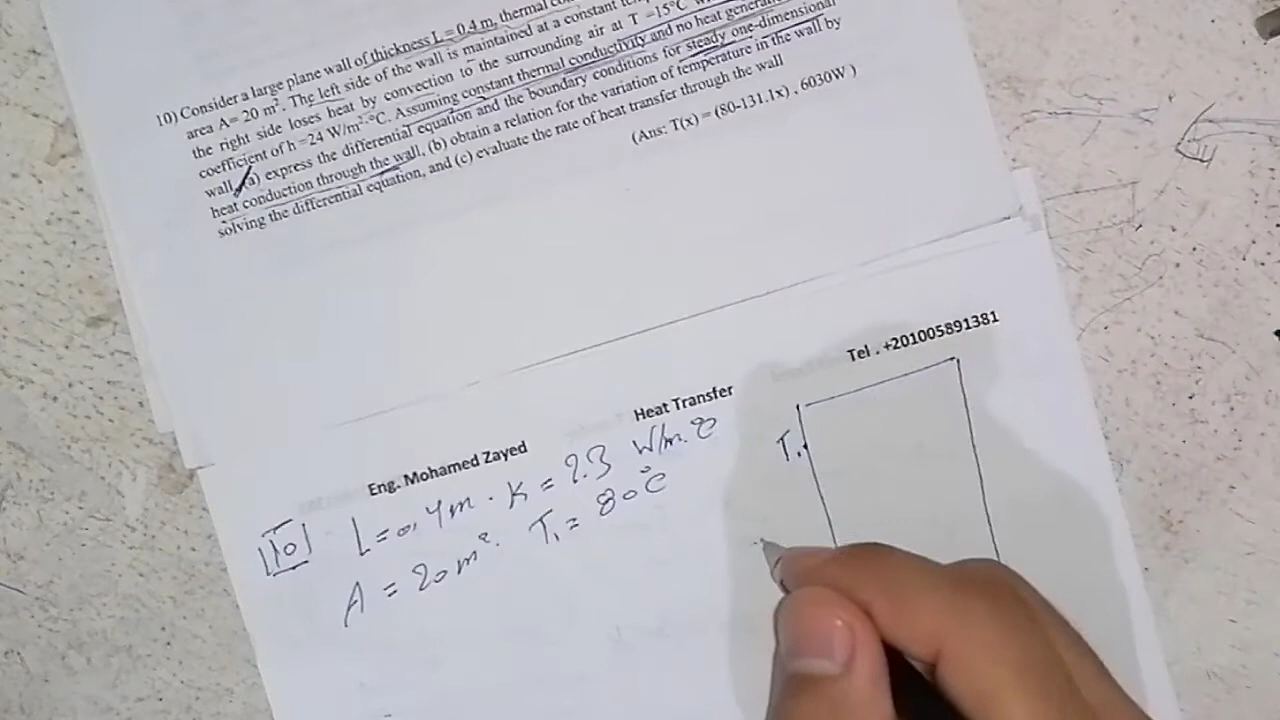 10) Consider a large plane wall of thickness L = 0.4 m, thermal
area A= 20 m². The left side of the wall is maintained at a constant
the right side loses heat by convection to the surrounding air at T =15°C
coefficient of h =24 W/m².°C. Assuming constant thermal conductivity and no heat
wall, (a) express the differential equation and the boundary conditions for steady one-dimensional
heat conduction through the wall, (b) obtain a relation for the variation of temperature in the wall by
solving the differential equation, and (c) evaluate the rate of heat transfer through the wall
(Ans: T(x) = (80-131.1x) , 6030W )
Eng. Mohamed Zayed Heat Transfer Tel . +201005891381
10 L = 0,4m . K = 2.3 W/m.°C
A = 20 m². T₁ = 80°C
T₁